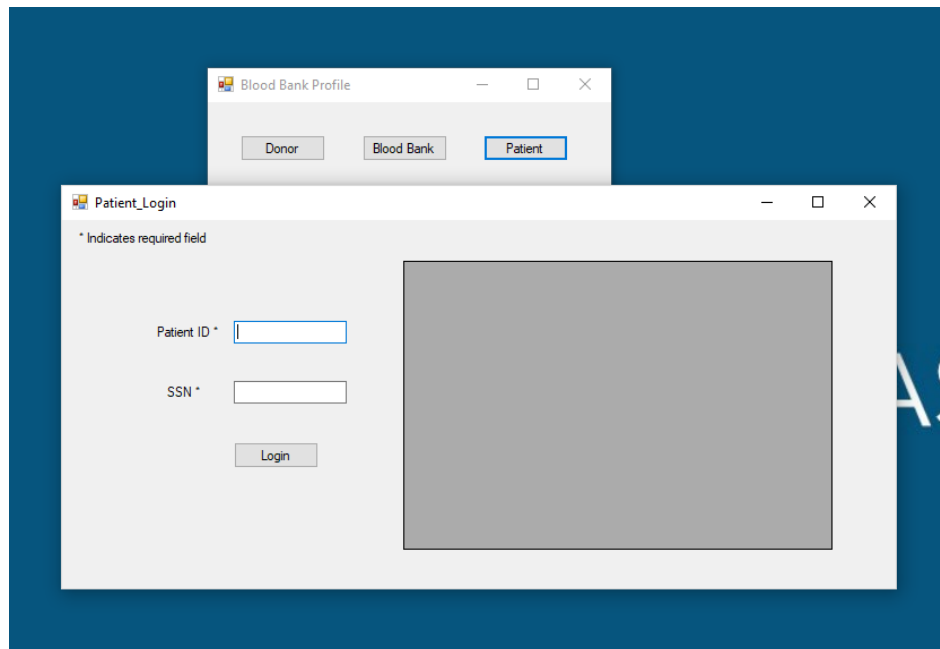 Blood Bank Profile
Donor Blood Bank Patient
Patient_Login
* Indicates required field
Patient ID *
SSN *
Login